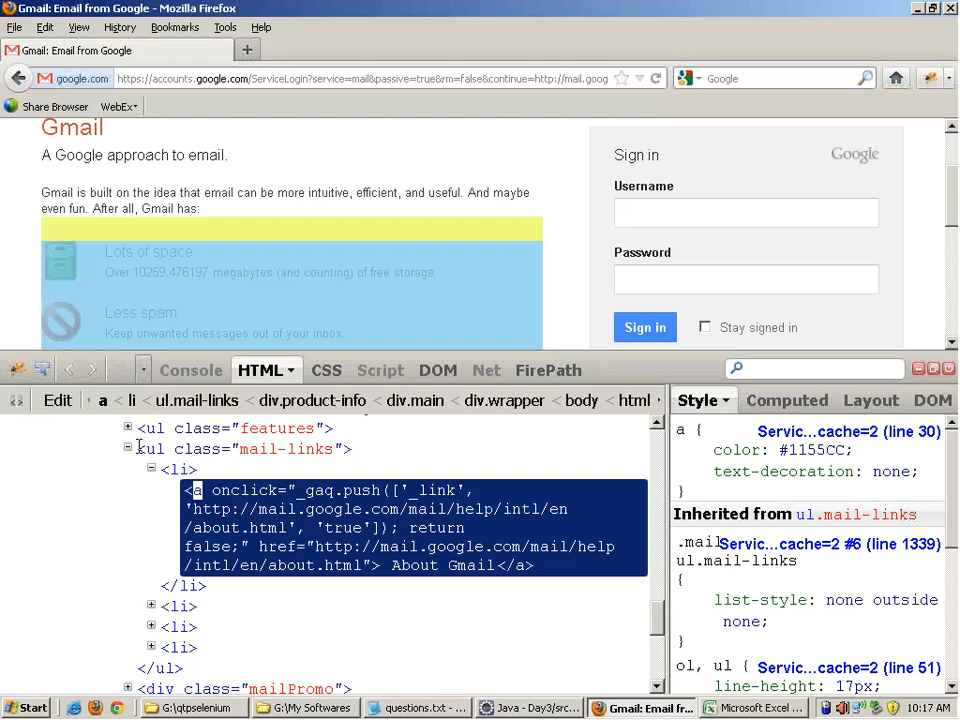 Gmail: Email from Google - Mozilla Firefox
File Edit View History Bookmarks Tools Help
Gmail: Email from Google +
google.com https://accounts.google.com/ServiceLogin?service=mail&passive=true&rm=false&continue=http://mail.goog Google
Share Browser WebEx
Gmail
A Google approach to email.
Gmail is built on the idea that email can be more intuitive, efficient, and useful. And maybe
even fun. After all, Gmail has:
Lots of space
Over 10259.476197 megabytes (and counting) of free storage.
Less spam
Keep unwanted messages out of your inbox.
Sign in Google
Username
Password
Sign in Stay signed in
Console HTML CSS Script DOM Net FirePath
Edit a < li < ul.mail-links < div.product-info < div.main < div.wrapper < body < html
Style Computed Layout DOM
<ul class="features">
<ul class="mail-links">
<li>
<a onclick="_gaq.push(['_link',
'http://mail.google.com/mail/help/intl/en
/about.html', 'true']); return
false;" href="http://mail.google.com/mail/help
/intl/en/about.html"> About Gmail</a>
</li>
<li>
<li>
<li>
</ul>
<div class="mailPromo">
a { Servic...cache=2 (line 30)
color: #1155CC;
text-decoration: none;
}
Inherited from ul.mail-links
.mail Servic...cache=2 #6 (line 1339)
ul.mail-links
{
list-style: none outside
none;
}
ol, ul { Servic...cache=2 (line 51)
line-height: 17px;
Start G:\qtpselenium G:\My Softwares questions.txt - ... Java - Day3/src... Gmail: Email fr... Microsoft Excel ... 10:17 AM